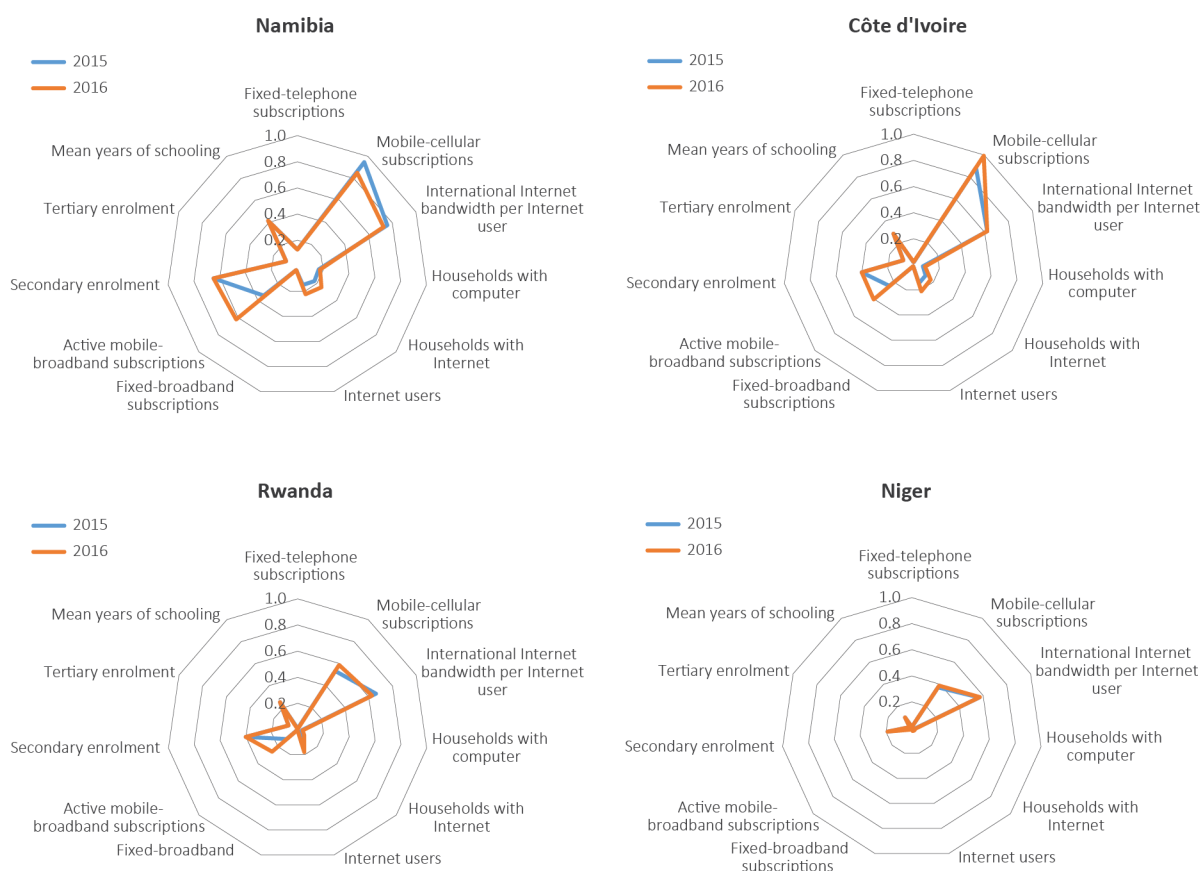 Namibia
2015
2016
Fixed-telephone
subscriptions
Mobile-cellular
subscriptions
International Internet
bandwidth per Internet
user
Households with
computer
Households with
Internet
Internet users
Fixed-broadband
subscriptions
Active mobile-
broadband subscriptions
Secondary enrolment
Tertiary enrolment
Mean years of schooling
1.0
0.8
0.6
0.4
0.2
Côte d'Ivoire
2015
2016
Fixed-telephone
subscriptions
Mobile-cellular
subscriptions
International Internet
bandwidth per Internet
user
Households with
computer
Households with
Internet
Internet users
Fixed-broadband
subscriptions
Active mobile-
broadband subscriptions
Secondary enrolment
Tertiary enrolment
Mean years of schooling
1.0
0.8
0.6
0.4
0.2
Rwanda
2015
2016
Fixed-telephone
subscriptions
Mobile-cellular
subscriptions
International Internet
bandwidth per Internet
user
Households with
computer
Households with
Internet
Internet users
Fixed-broadband
Active mobile-
broadband subscriptions
Secondary enrolment
Tertiary enrolment
Mean years of schooling
1.0
0.8
0.6
0.4
0.2
Niger
2015
2016
Fixed-telephone
subscriptions
Mobile-cellular
subscriptions
International Internet
bandwidth per Internet
user
Households with
computer
Households with
Internet
Internet users
Fixed-broadband
subscriptions
Active mobile-
broadband subscriptions
Secondary enrolment
Tertiary enrolment
Mean years of schooling
1.0
0.8
0.6
0.4
0.2